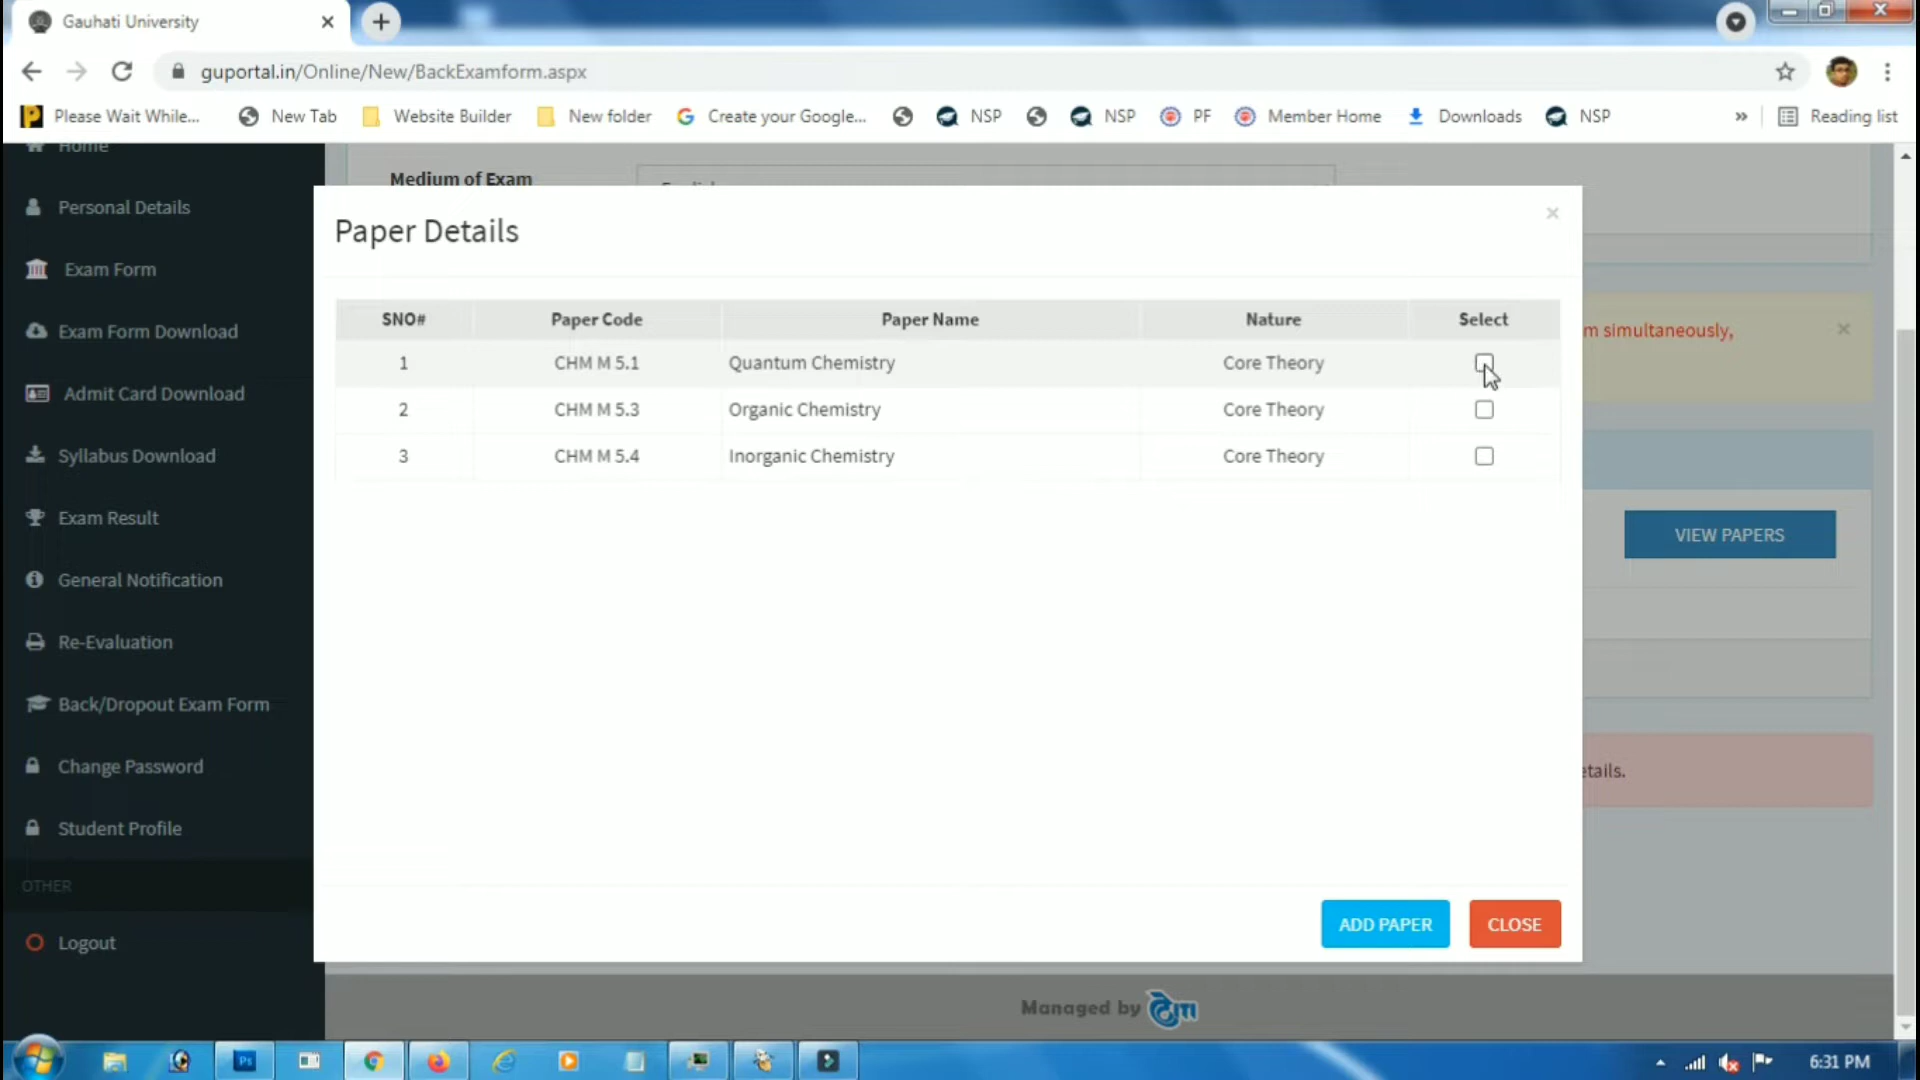 Gauhati University
guportal.in/Online/New/BackExamform.aspx
Please Wait While...
New Tab
Website Builder
New folder
Create your Google...
NSP
NSP
PF
Member Home
Downloads
NSP
»
Reading list
Home
Personal Details
Exam Form
Exam Form Download
Admit Card Download
Syllabus Download
Exam Result
General Notification
Re-Evaluation
Back/Dropout Exam Form
Change Password
Student Profile
OTHER
Logout
Medium of Exam
Paper Details
×
SNO# Paper Code Paper Name Nature Select
1 CHM M 5.1 Quantum Chemistry Core Theory
2 CHM M 5.3 Organic Chemistry Core Theory
3 CHM M 5.4 Inorganic Chemistry Core Theory
ADD PAPER CLOSE
m simultaneously,
×
VIEW PAPERS
etails.
Managed by
Ps
6:31 PM